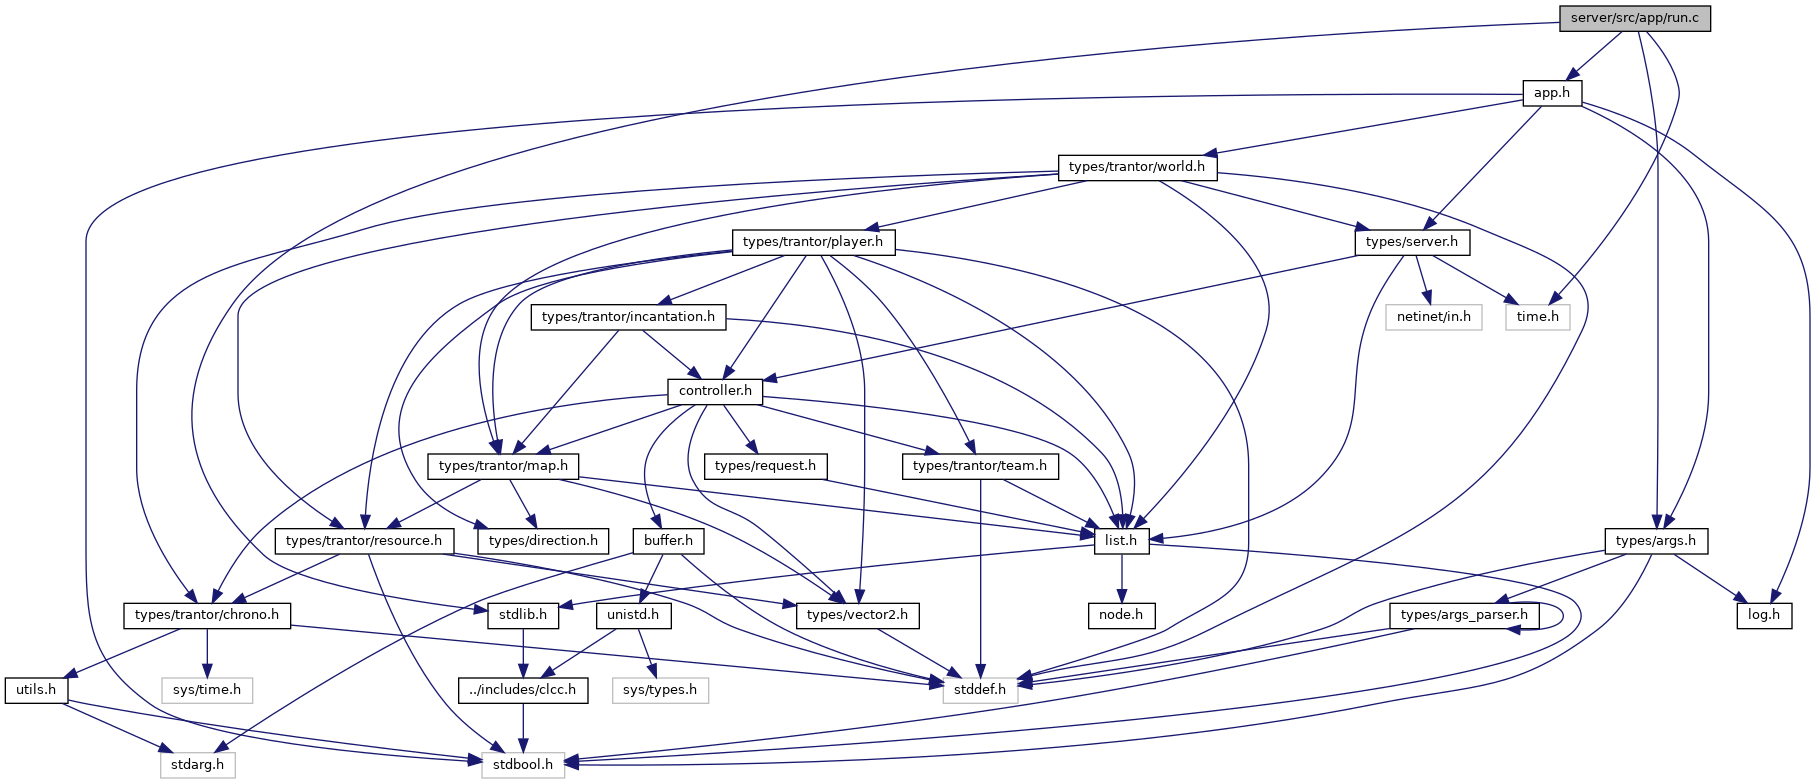 server/src/app/run.c
app.h
types/trantor/world.h
types/trantor/player.h
types/server.h
types/trantor/incantation.h
netinet/in.h
time.h
controller.h
types/trantor/map.h
types/request.h
types/trantor/team.h
types/trantor/resource.h
types/direction.h
buffer.h
list.h
types/args.h
types/trantor/chrono.h
stdlib.h
unistd.h
types/vector2.h
node.h
types/args_parser.h
log.h
utils.h
sys/time.h
../includes/clcc.h
sys/types.h
stddef.h
stdarg.h
stdbool.h